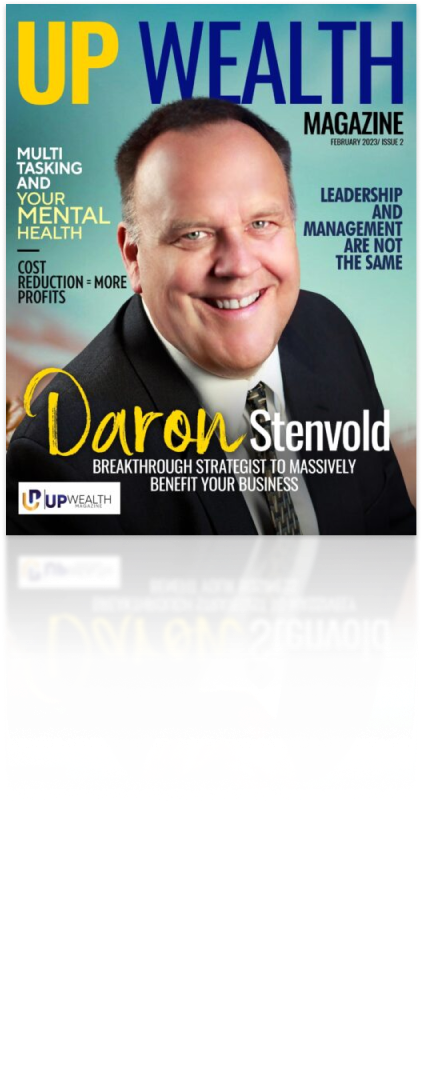 UP WEALTH
MAGAZINE
FEBRUARY 2023/ ISSUE 2
MULTI
TASKING
AND
YOUR
MENTAL
HEALTH
COST
REDUCTION = MORE
PROFITS
LEADERSHIP
AND
MANAGEMENT
ARE NOT
THE SAME
Daron Stenvold
BREAKTHROUGH STRATEGIST TO MASSIVELY
BENEFIT YOUR BUSINESS
UPWEALTH
MAGAZINE